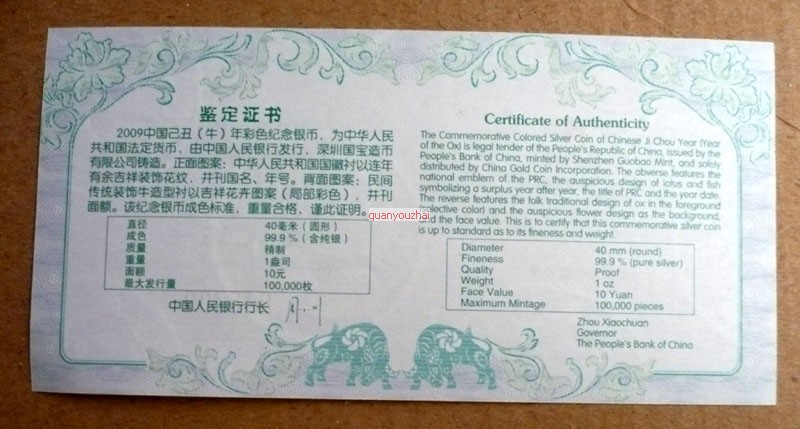 鉴定证书
2009中国己丑（牛）年彩色纪念银币，为中华人民
共和国法定货币，由中国人民银行发行，深圳国宝造币
有限公司铸造。正面图案：中华人民共和国国徽衬以连年
有余吉祥装饰花纹，并刊国名、年号。背面图案：民间
传统装饰牛造型衬以吉祥花卉图案（局部彩色），并刊
面额。该纪念银币成色标准，重量合格，谨此证明。
直径 40毫米（圆形）
成色 99.9%（含纯银）
质量 精制
重量 1盎司
面额 10元
最大发行量 100,000枚
中国人民银行行长
quanyouzhai
Certificate of Authenticity
The Commemorative Colored Silver Coin of Chinese Ji Chou Year (Year
of the Ox) is legal tender of the People's Republic of China, issued by the
People's Bank of China, minted by Shenzhen Guobao Mint, and solely
distributed by China Gold Coin Incorporation. The obverse features the
national emblem of the PRC, the auspicious design of lotus and fish
symbolizing a surplus year after year, the title of PRC and the year date.
The reverse features the folk traditional design of ox in the foreground
(selective color) and the auspicious flower design as the background,
and the face value. This is to certify that this commemorative silver coin
is up to standard as to its fineness and weight.
Diameter 40 mm (round)
Fineness 99.9 % (pure silver)
Quality Proof
Weight 1 oz
Face Value 10 Yuan
Maximum Mintage 100,000 pieces
Zhou Xiaochuan
Governor
The People's Bank of China